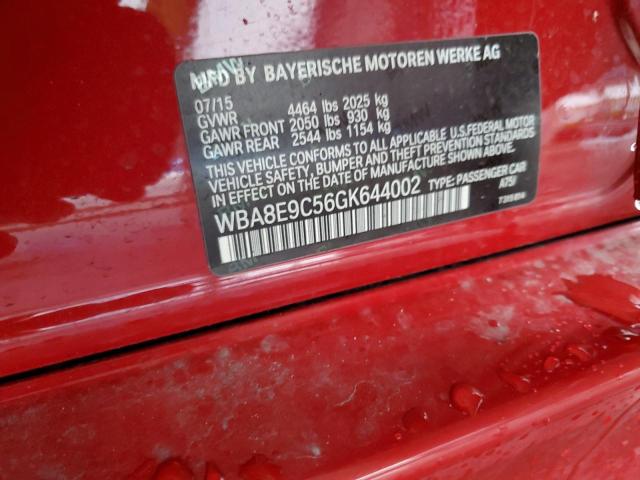 MFD BY BAYERISCHE MOTOREN WERKE AG
07/15
GVWR 4464 lbs 2025 kg
GAWR FRONT 2050 lbs 930 kg
GAWR REAR 2544 lbs 1154 kg
THIS VEHICLE CONFORMS TO ALL APPLICABLE U.S. FEDERAL MOTOR
VEHICLE SAFETY, BUMPER AND THEFT PREVENTION STANDARDS
IN EFFECT ON THE DATE OF MANUFACTURE SHOWN ABOVE.
WBA8E9C56GK644002 TYPE: PASSENGER CAR